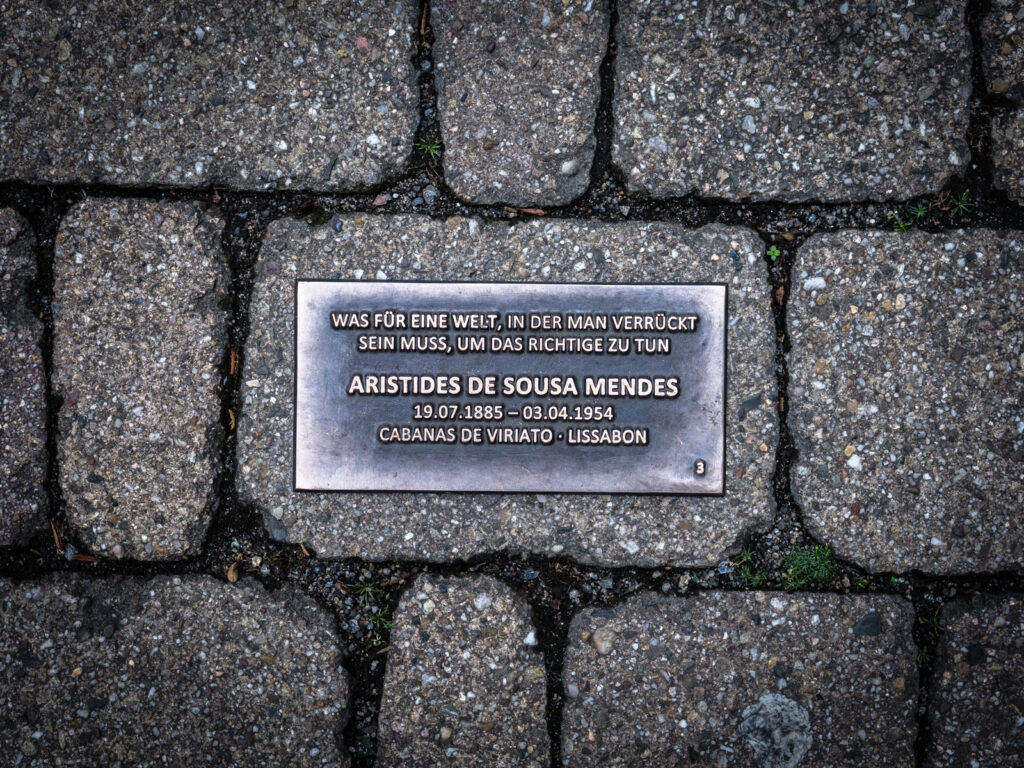 WAS FÜR EINE WELT, IN DER MAN VERRÜCKT
SEIN MUSS, UM DAS RICHTIGE ZU TUN
ARISTIDES DE SOUSA MENDES
19.07.1885 – 03.04.1954
CABANAS DE VIRIATO · LISSABON
3